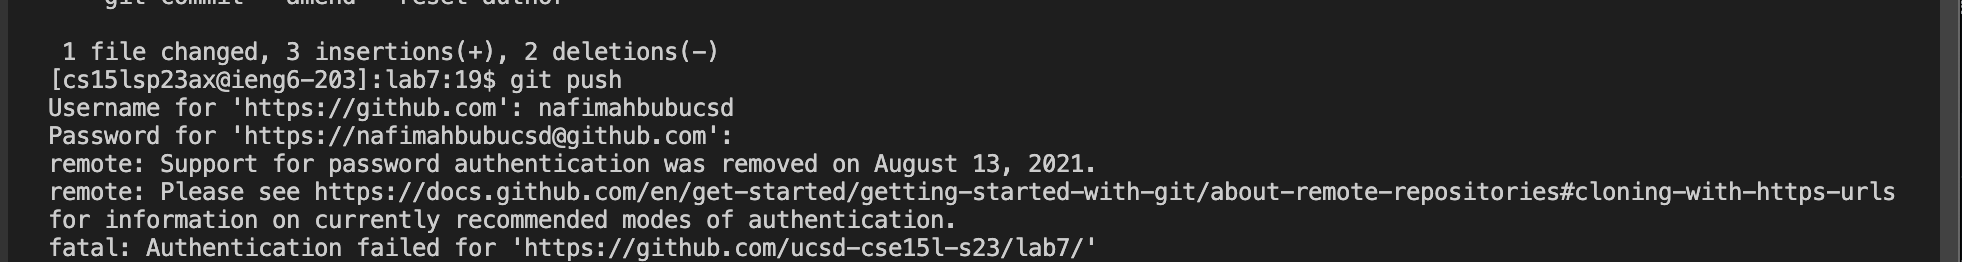 git commit --amend --reset-author
1 file changed, 3 insertions(+), 2 deletions(-)
[cs15lsp23ax@ieng6-203]:lab7:19$ git push
Username for 'https://github.com': nafimahbubucsd
Password for 'https://nafimahbubucsd@github.com':
remote: Support for password authentication was removed on August 13, 2021.
remote: Please see https://docs.github.com/en/get-started/getting-started-with-git/about-remote-repositories#cloning-with-https-urls
for information on currently recommended modes of authentication.
fatal: Authentication failed for 'https://github.com/ucsd-cse15l-s23/lab7/'